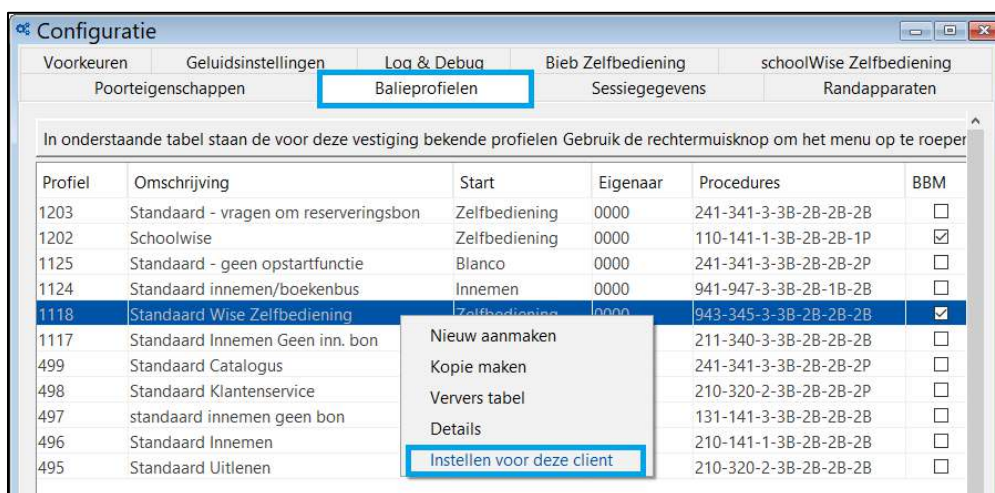 Configuratie
Voorkeuren Geluidsinstellingen Log & Debug Bieb Zelfbediening schoolWise Zelfbediening
Poorteigenschappen Balieprofielen Sessiegegevens Randapparaten
In onderstaande tabel staan de voor deze vestiging bekende profielen Gebruik de rechtermuisknop om het menu op te roeper
Profiel Omschrijving Start Eigenaar Procedures BBM
1203 Standaard - vragen om reserveringsbon Zelfbediening 0000 241-341-3-3B-2B-2B-2B
1202 Schoolwise Zelfbediening 0000 110-141-1-3B-2B-2B-1P
1125 Standaard - geen opstartfunctie Blanco 0000 241-341-3-3B-2B-2B-2P
1124 Standaard innemen/boekenbus Innemen 0000 941-947-3-3B-2B-1B-2B
1118 Standaard Wise Zelfbediening Zelfbediening 0000 943-345-3-3B-2B-2B-2B
1117 Standaard Innemen Geen inn. bon 211-340-3-3B-2B-2B-2B
499 Standaard Catalogus 241-341-3-3B-2B-2B-2P
498 Standaard Klantenservice 210-320-2-3B-2B-2B-2P
497 standaard innemen geen bon 131-141-3-3B-2B-2B-2B
496 Standaard Innemen 210-141-1-3B-2B-2B-2B
495 Standaard Uitlenen 210-320-2-3B-2B-2B-2B
Nieuw aanmaken
Kopie maken
Ververs tabel
Details
Instellen voor deze client